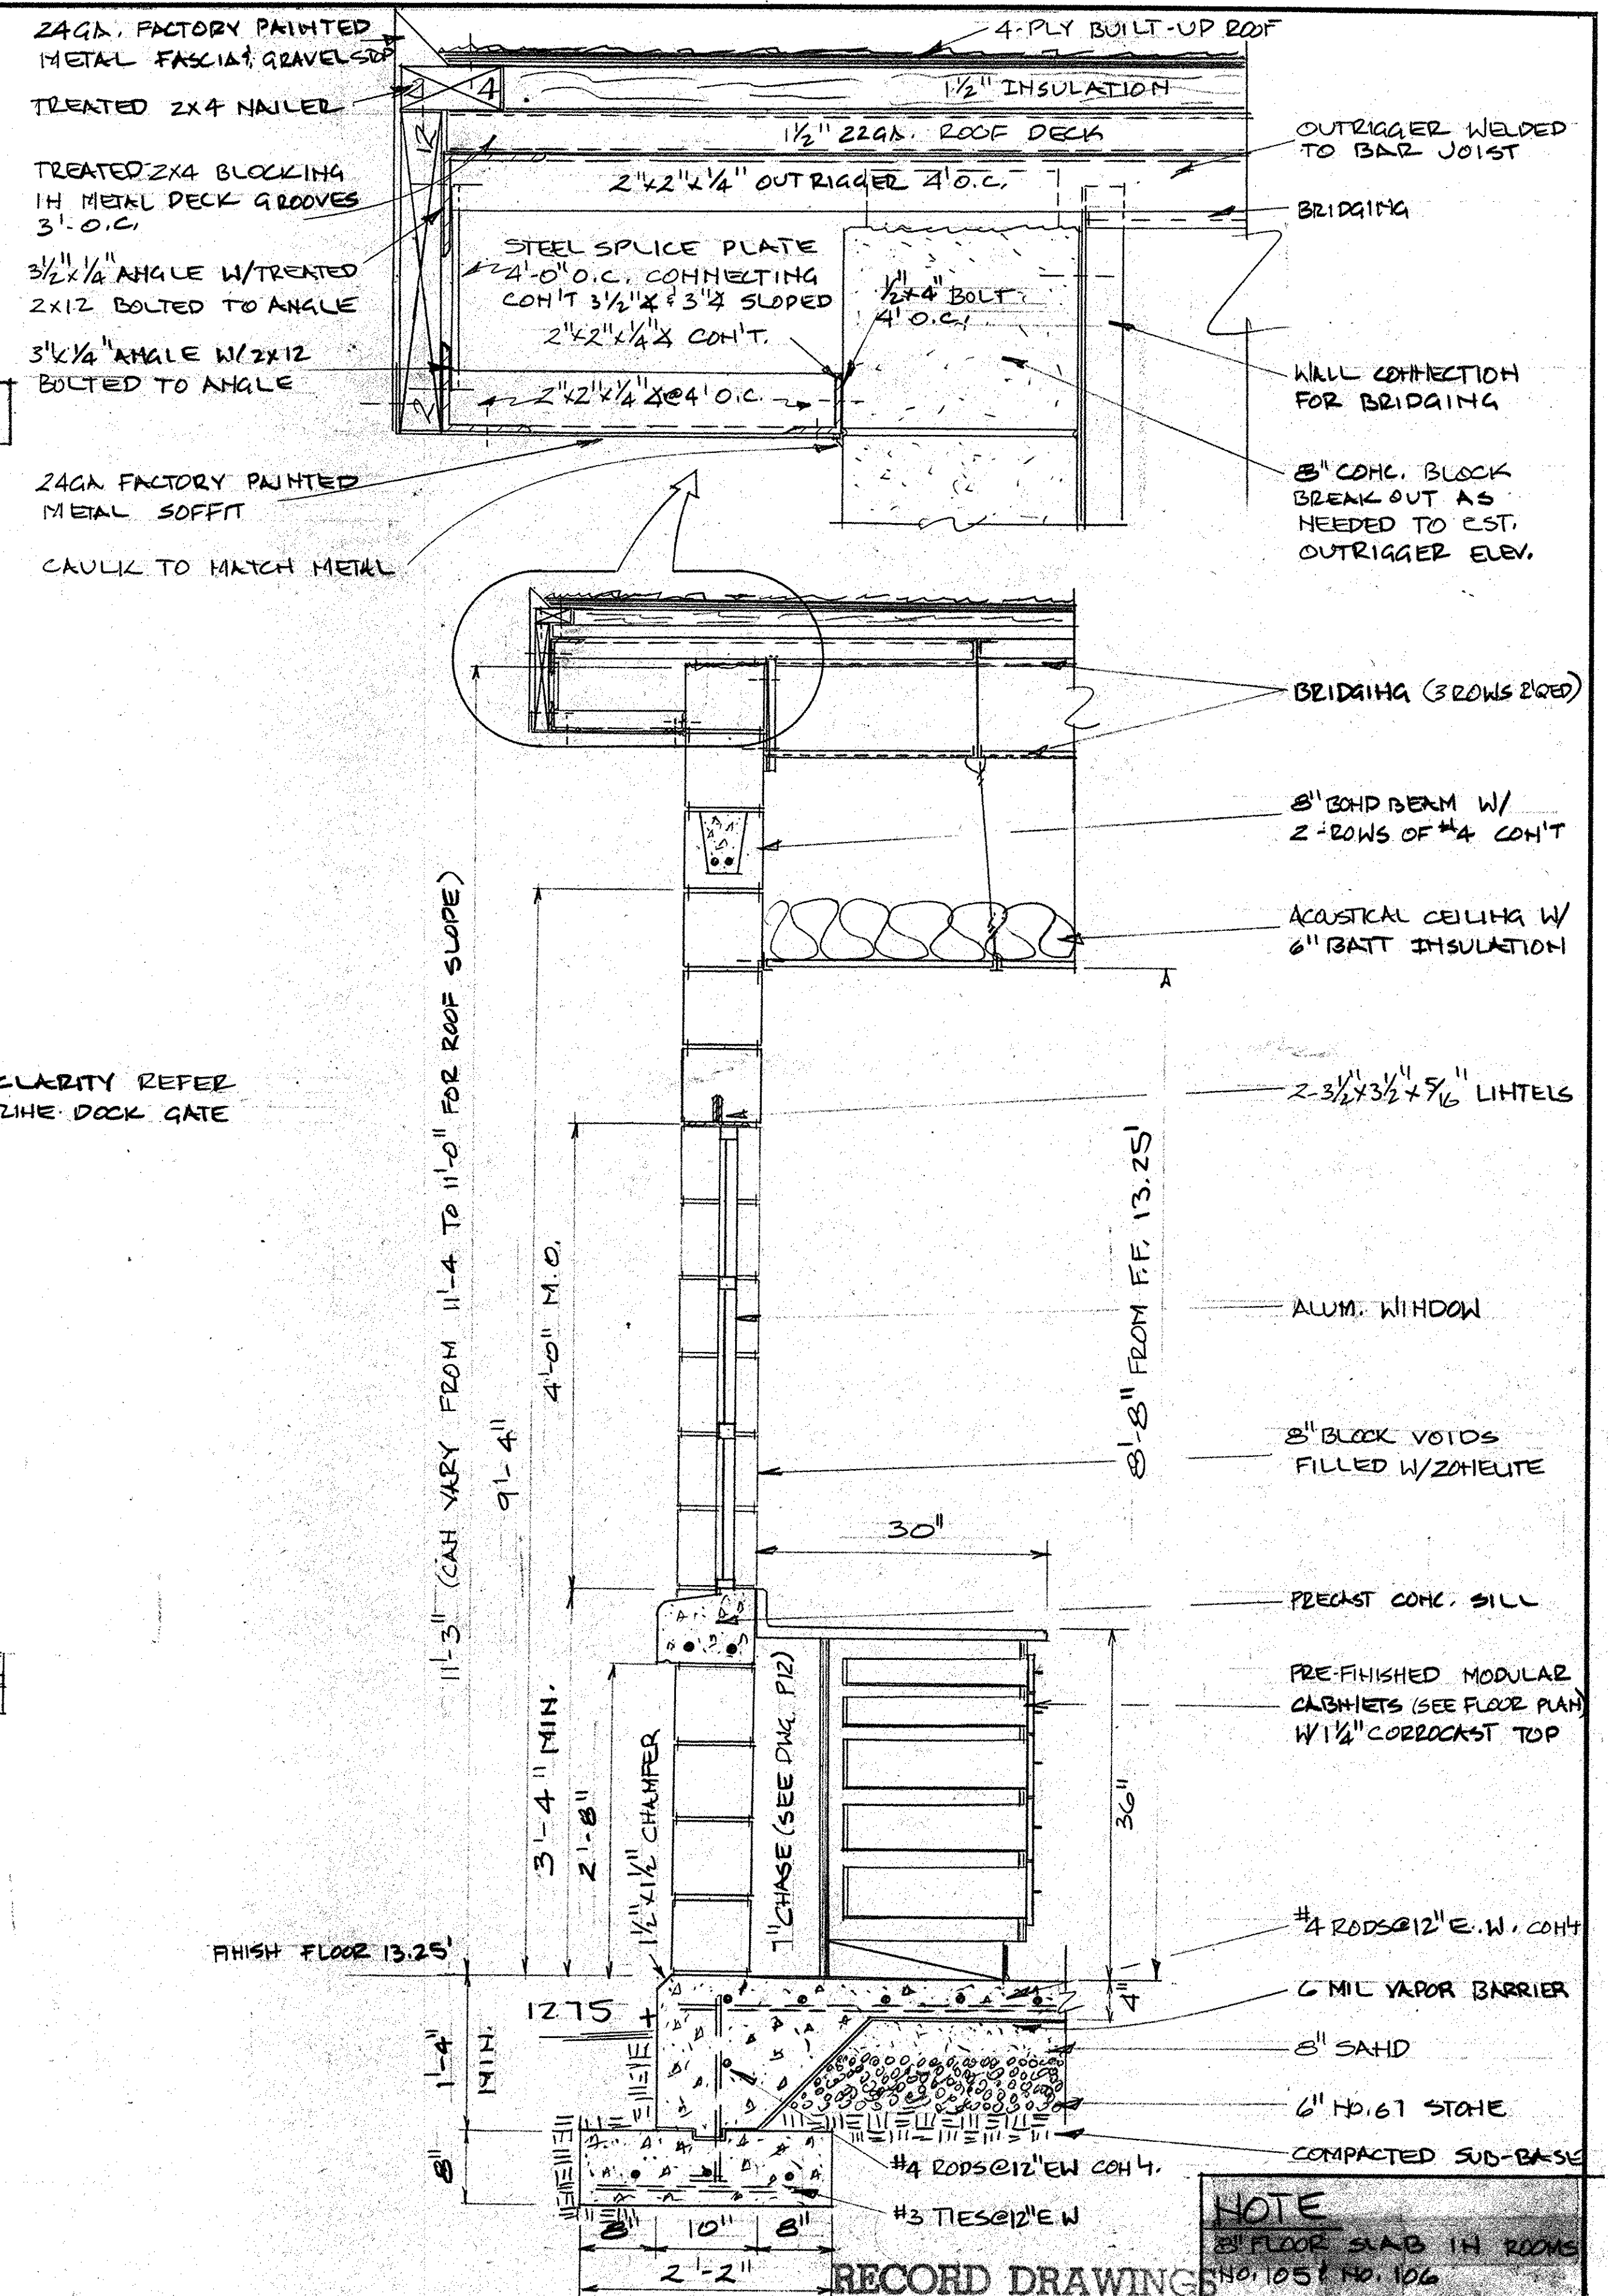 24GA. FACTORY PAINTED
METAL FASCIA & GRAVEL STOP
TREATED 2X4 NAILER
TREATED 2X4 BLOCKING
IN METAL DECK GROOVES
3'-O.C.
3½"x¼" ANGLE W/TREATED
2X12 BOLTED TO ANGLE
3"x¼" ANGLE W/2X12
BOLTED TO ANGLE
24GA FACTORY PAINTED
METAL SOFFIT
CAULK TO MATCH METAL
4-PLY BUILT-UP ROOF
2 4
1½" INSULATION
1½" 22GA. ROOF DECK
2"x2"x¼" OUTRIGGER 4' O.C.
12
2
STEEL SPLICE PLATE
4'-0" O.C. CONNECTING
CON'T 3½"∠ & 3"∠ SLOPED
2"x2"x¼"∠ CON'T.
2"x2"x¼"∠@4' O.C.
½"x4" BOLT
4' O.C.
OUTRIGGER WELDED
TO BAR JOIST
BRIDGING
WALL CONNECTION
FOR BRIDGING
8" CONC. BLOCK
BREAK OUT AS
NEEDED TO EST.
OUTRIGGER ELEV.
BRIDGING (3 ROWS R'QED)
8" BOND BEAM W/
2-ROWS OF #4 CON'T
ACOUSTICAL CEILING W/
6" BATT INSULATION
2-3½"x3½"x5/16" LINTELS
ALUM. WINDOW
8" BLOCK VOIDS
FILLED W/ZONELITE
PRECAST CONC. SILL
PRE-FINISHED MODULAR
CABNIETS (SEE FLOOR PLAN)
W/1¼" CORROCAST TOP
#4 RODS@12" E.W. CON'T
6 MIL VAPOR BARRIER
8" SAND
6" NO.67 STONE
COMPACTED SUB-BASE
CLARITY REFER
RINE DOCK GATE
11'-3" (CAN VARY FROM 11'-4 TO 11'-0" FOR ROOF SLOPE)
9'-4"
4'-0" M.O.
8'-8" FROM F.F. 13.25'
30"
3'-4" MIN.
2'-8"
1½"x1½" CHAMFER
7" CHASE (SEE DWG. P12)
36"
4"
FINISH FLOOR 13.25'
1275
1'-4"
MIN.
8"
#4 RODS@12"EW CON'T.
#3 TIES@12"E.W
8" 10" 8"
2'-2"
RECORD DRAWINGS
NOTE
8" FLOOR SLAB IN ROOMS
NO. 105 & NO. 106